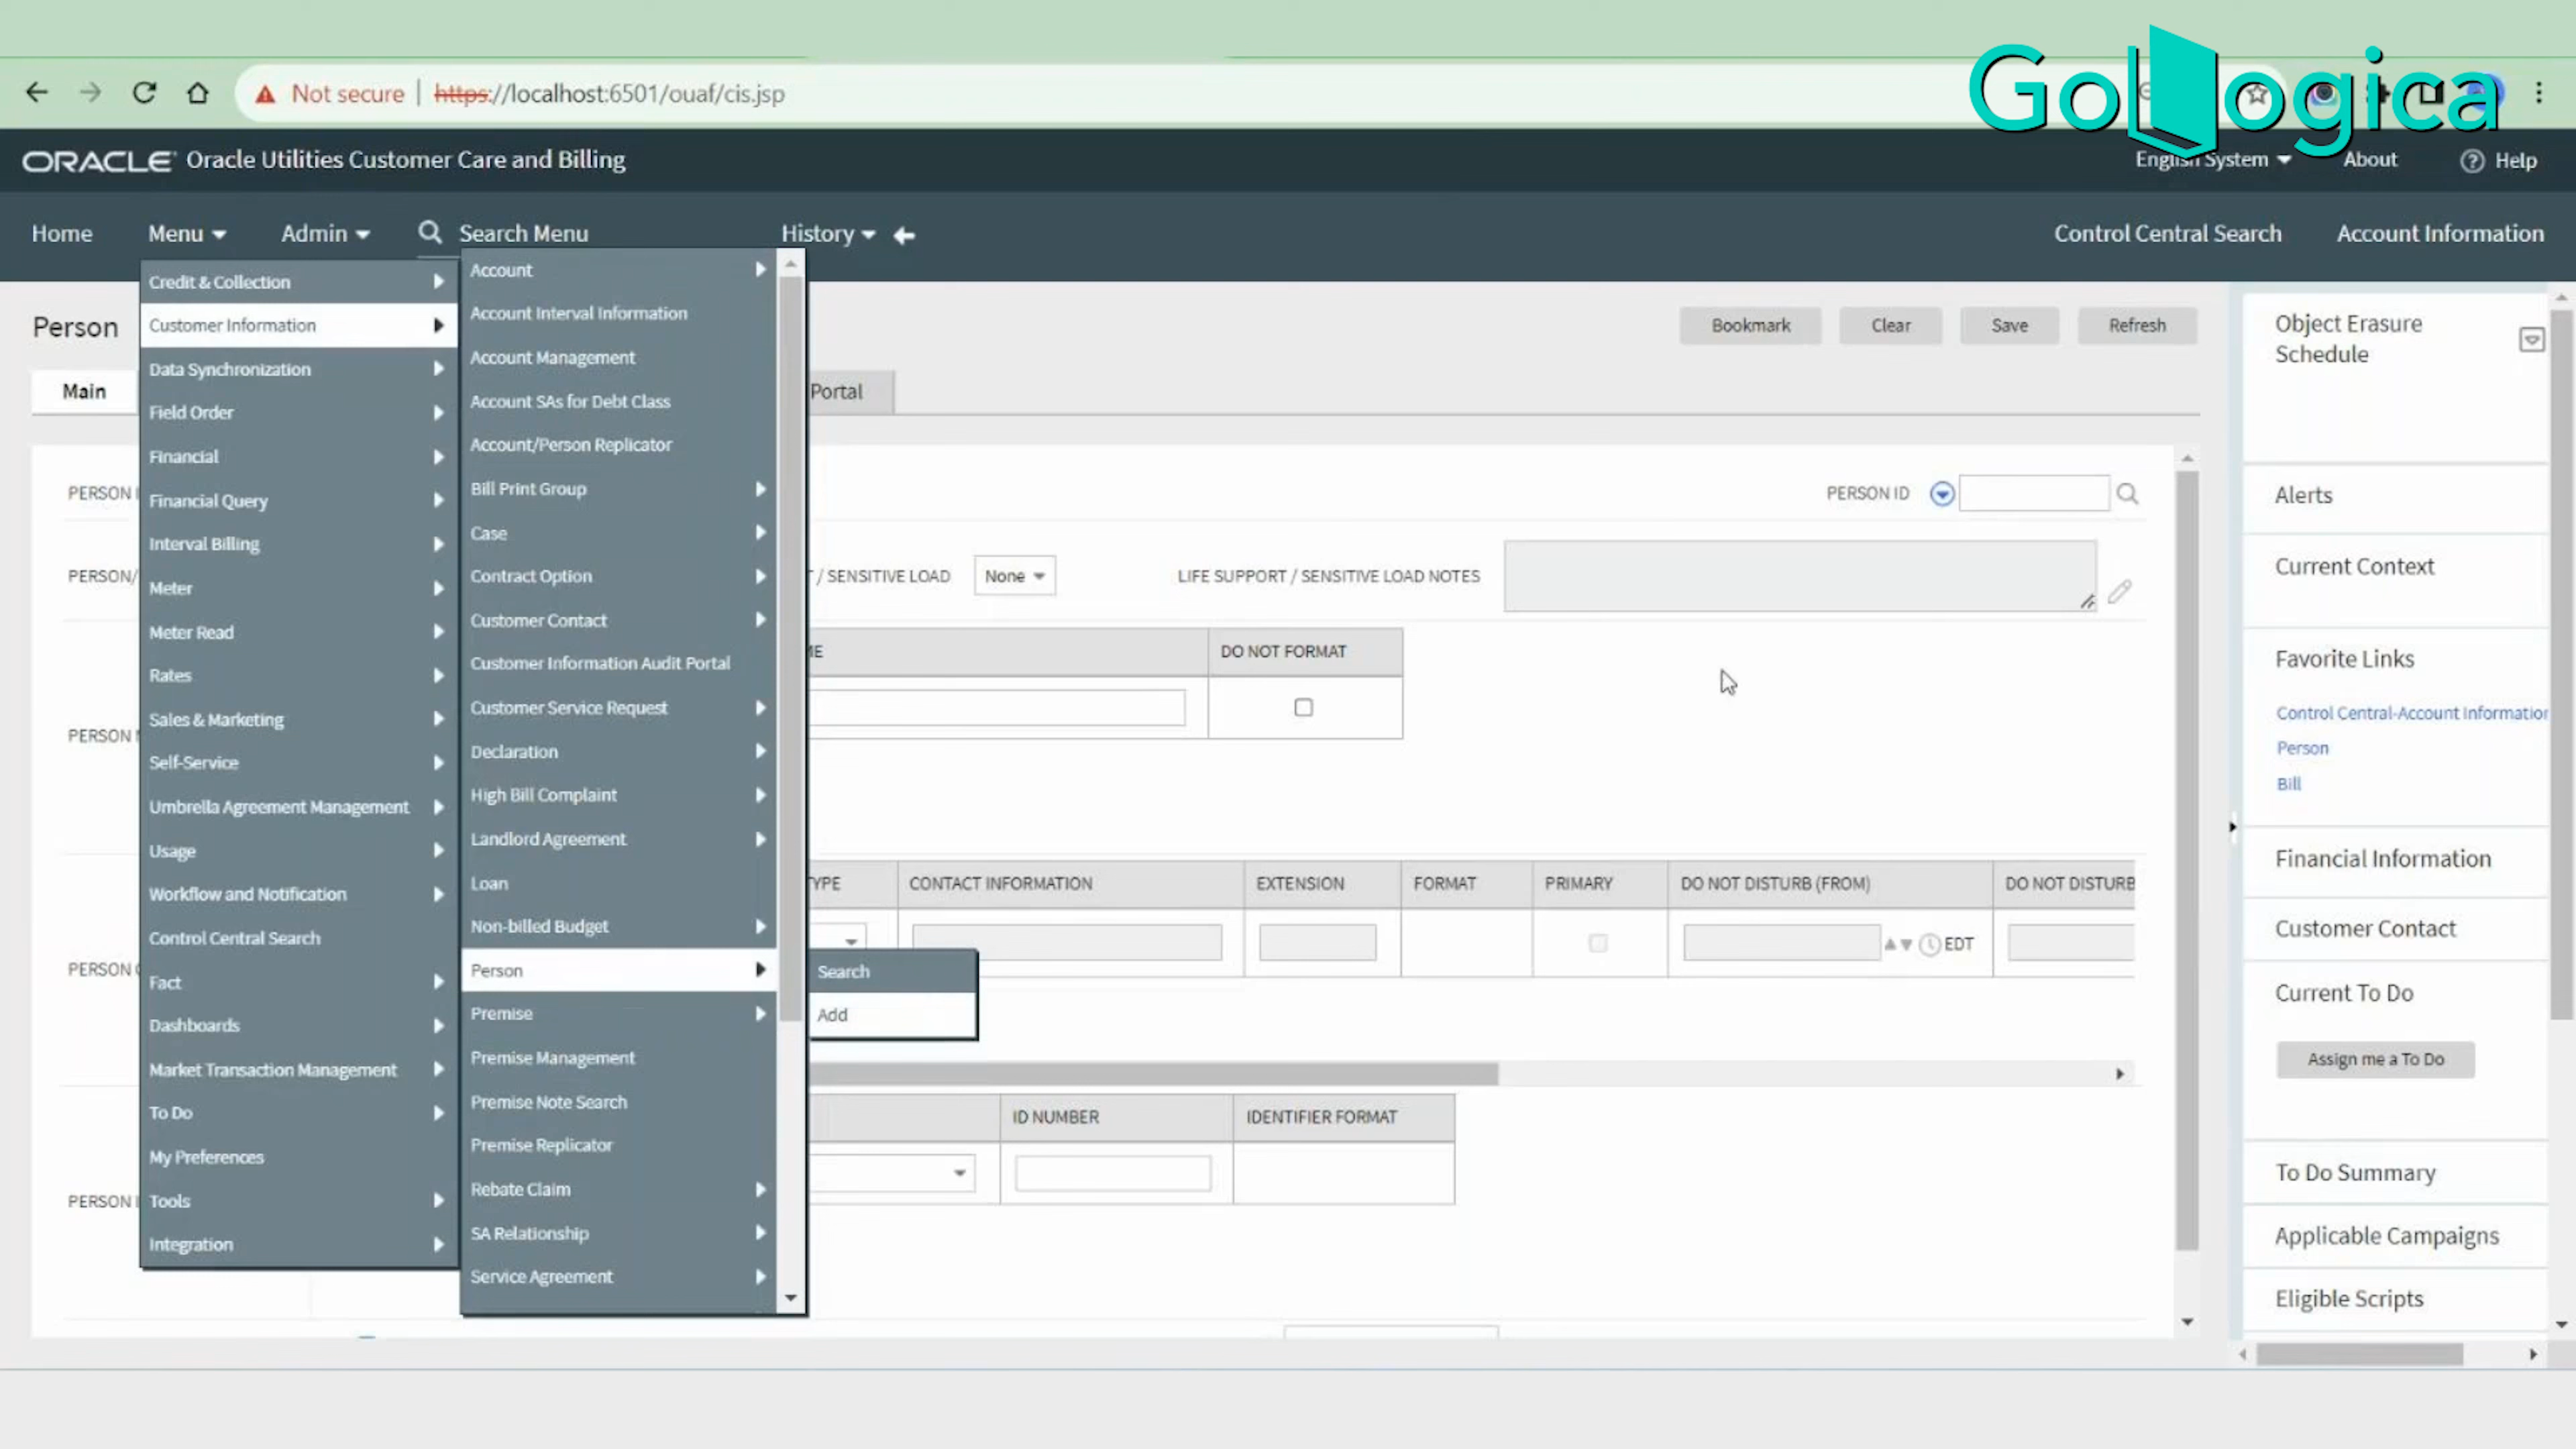 GoLogica
Not secure | https://localhost:6501/ouaf/cis.jsp
ORACLE Oracle Utilities Customer Care and Billing
English System
About
Help
Home
Menu
Admin
Search Menu
History
Control Central Search
Account Information
Person
Bookmark
Clear
Save
Refresh
Main
Portal
Credit & Collection
Customer Information
Data Synchronization
Field Order
Financial
Financial Query
Interval Billing
Meter
Meter Read
Rates
Sales & Marketing
Self-Service
Umbrella Agreement Management
Usage
Workflow and Notification
Control Central Search
Fact
Dashboards
Market Transaction Management
To Do
My Preferences
Tools
Integration
Account
Account Interval Information
Account Management
Account SAs for Debt Class
Account/Person Replicator
Bill Print Group
Case
Contract Option
Customer Contact
Customer Information Audit Portal
Customer Service Request
Declaration
High Bill Complaint
Landlord Agreement
Loan
Non-billed Budget
Person
Premise
Premise Management
Premise Note Search
Premise Replicator
Rebate Claim
SA Relationship
Service Agreement
Search
Add
PERSON
PERSON ID
PERSON/
/ SENSITIVE LOAD
None
LIFE SUPPORT / SENSITIVE LOAD NOTES
DO NOT FORMAT
PERSON
YPE
CONTACT INFORMATION
EXTENSION
FORMAT
PRIMARY
DO NOT DISTURB (FROM)
DO NOT DISTURB
PERSON
EDT
ID NUMBER
IDENTIFIER FORMAT
PERSON
Object Erasure
Schedule
Alerts
Current Context
Favorite Links
Control Central-Account Information
Person
Bill
Financial Information
Customer Contact
Current To Do
Assign me a To Do
To Do Summary
Applicable Campaigns
Eligible Scripts